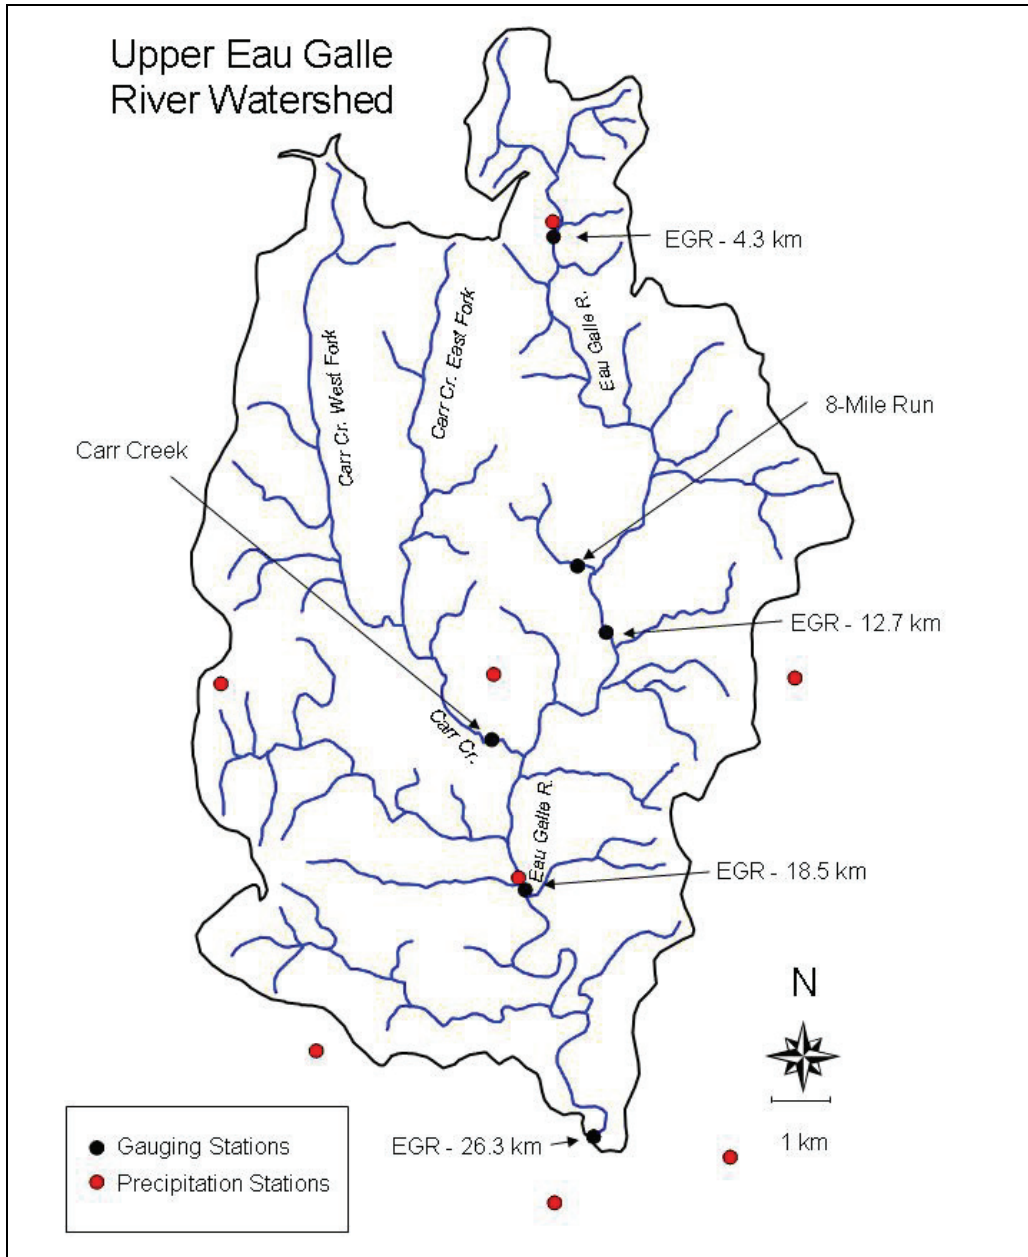 Upper Eau Galle
River Watershed
EGR - 4.3 km
Eau Galle R.
Carr Cr. East Fork
Carr Cr. West Fork
8-Mile Run
Carr Creek
EGR - 12.7 km
Carr Cr.
Eau Galle R.
EGR - 18.5 km
N
1 km
EGR - 26.3 km
Gauging Stations
Precipitation Stations